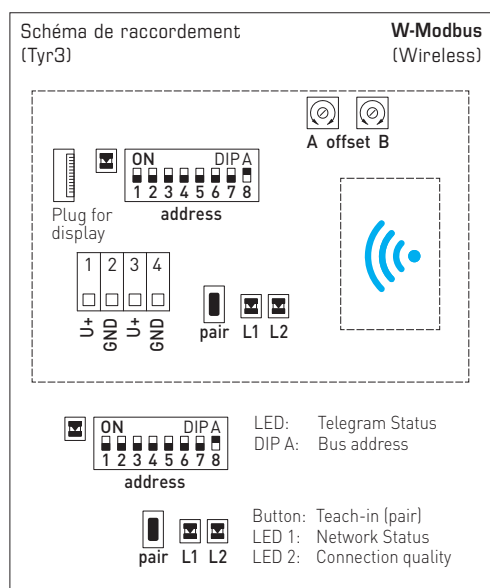 Schéma de raccordement W-Modbus
(Tyr3) (Wireless)
A offset B
ON DIP A
1 2 3 4 5 6 7 8
address
Plug for
display
1 2 3 4
U+ GND U+ GND
pair L1 L2
ON DIP A
1 2 3 4 5 6 7 8
address
LED: Telegram Status
DIP A: Bus address
pair L1 L2
Button: Teach-in (pair)
LED 1: Network Status
LED 2: Connection quality